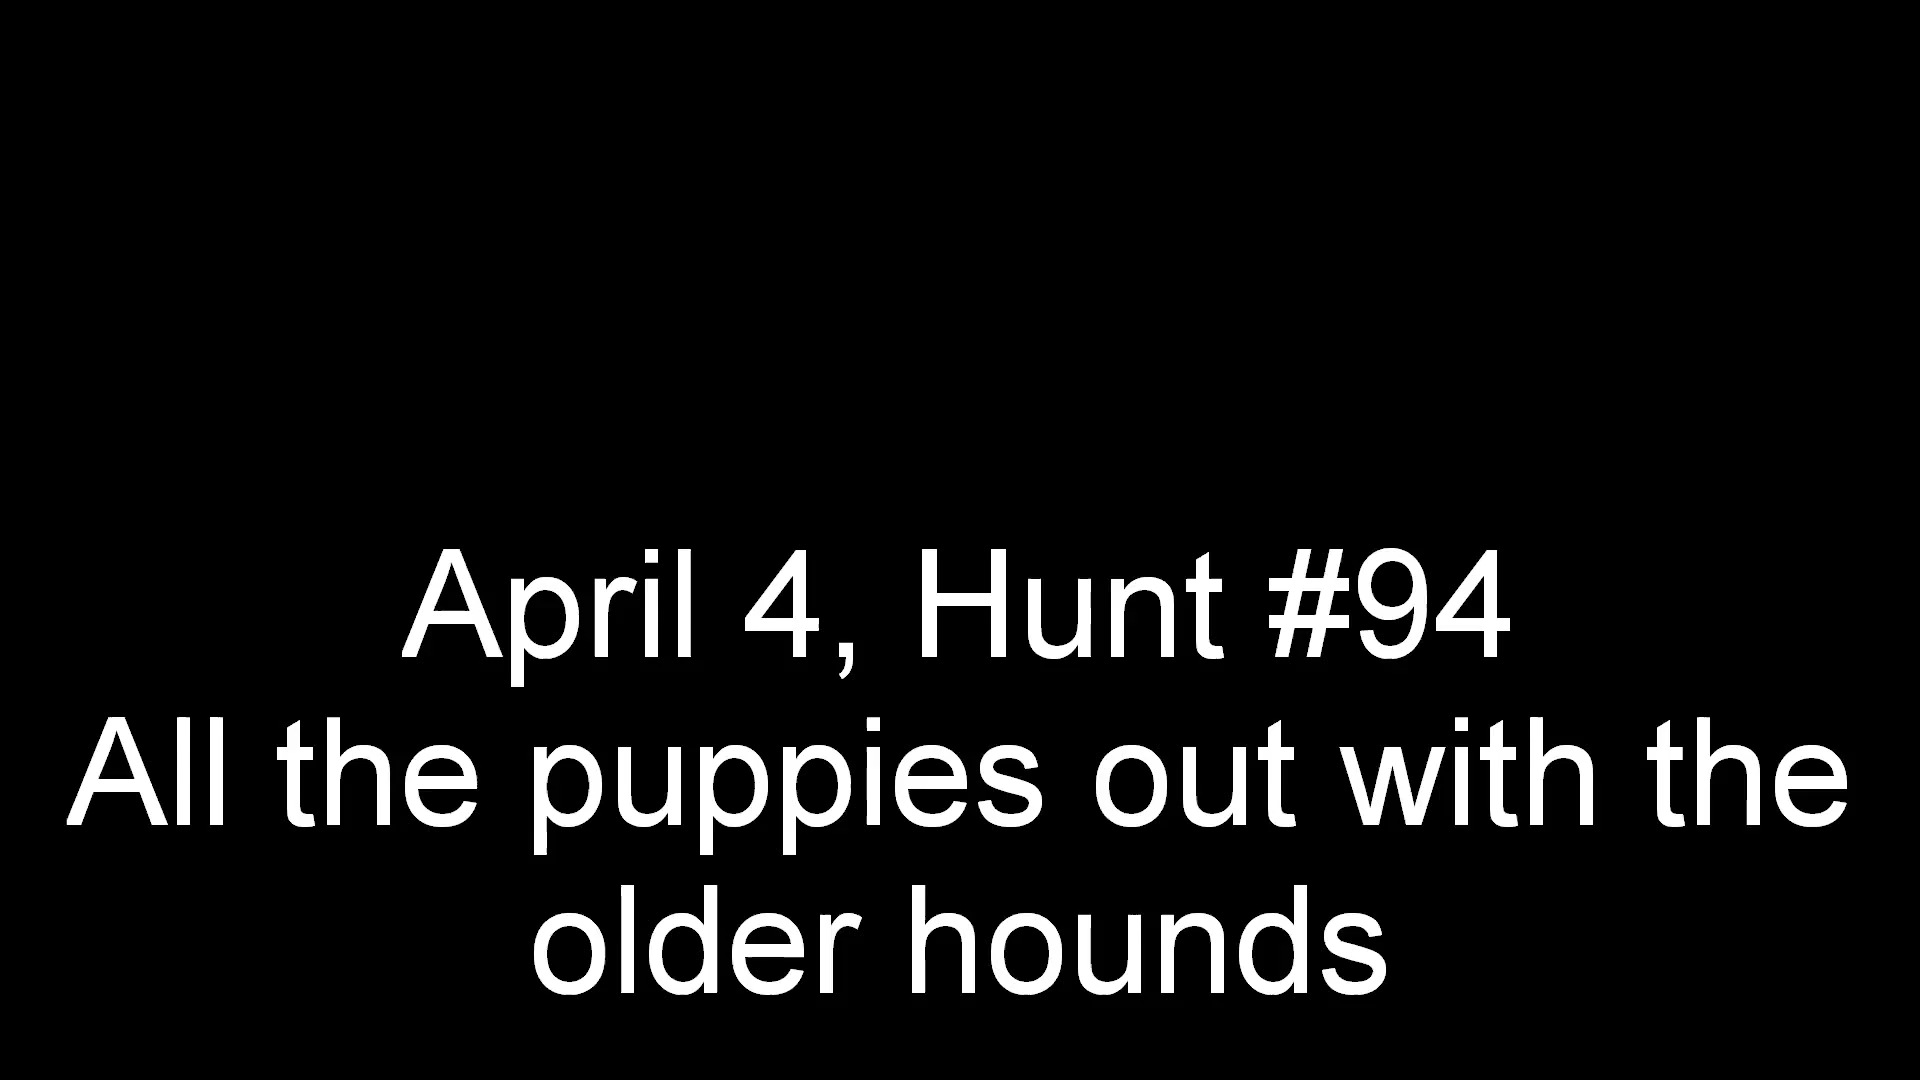 April 4, Hunt #94
All the puppies out with the
older hounds